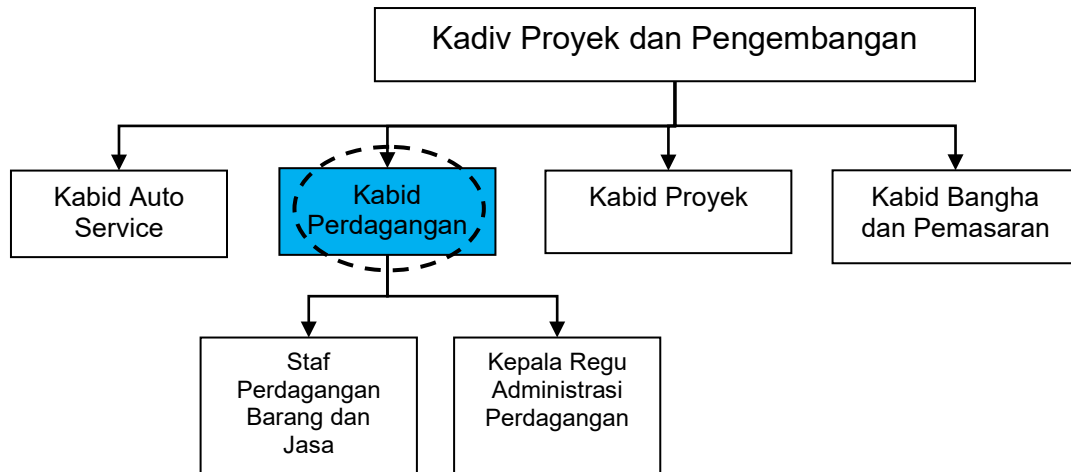 Kadiv Proyek dan Pengembangan
Kabid Auto
Service
Kabid
Perdagangan
Kabid Proyek
Kabid Bangha
dan Pemasaran
Staf
Perdagangan
Barang dan
Jasa
Kepala Regu
Administrasi
Perdagangan